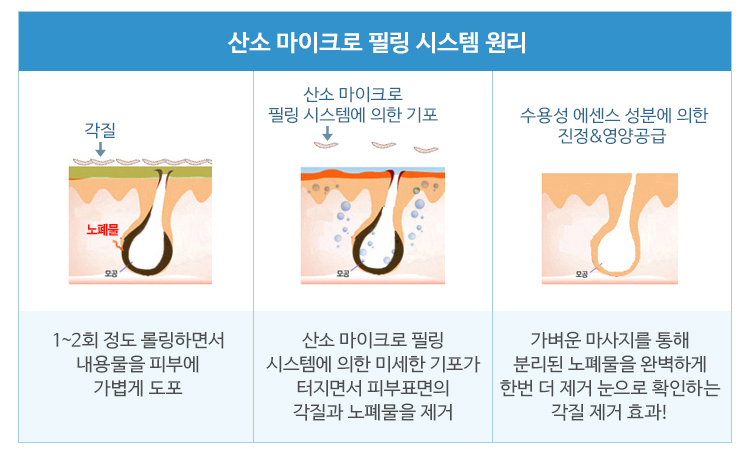 산소 마이크로 필링 시스템 원리
각질
노폐물
모공
1~2회 정도 롤링하면서
내용물을 피부에
가볍게 도포
산소 마이크로
필링 시스템에 의한 기포
모공
산소 마이크로 필링
시스템에 의한 미세한 기포가
터지면서 피부표면의
각질과 노폐물을 제거
수용성 에센스 성분에 의한
진정&영양공급
모공
가벼운 마사지를 통해
분리된 노폐물을 완벽하게
한번 더 제거 눈으로 확인하는
각질 제거 효과!